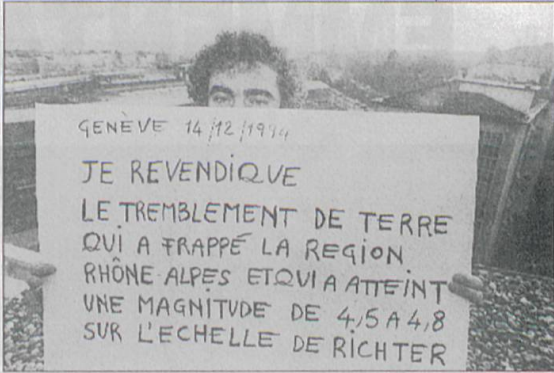 GENÈVE 14/12/1994
JE REVENDIQUE
LE TREMBLEMENT DE TERRE
QUI A FRAPPÉ LA REGION
RHÔNE-ALPES ET QUI A ATTEINT
UNE MAGNITUDE DE 4,5 A 4,8
SUR L'ECHELLE DE RICHTER